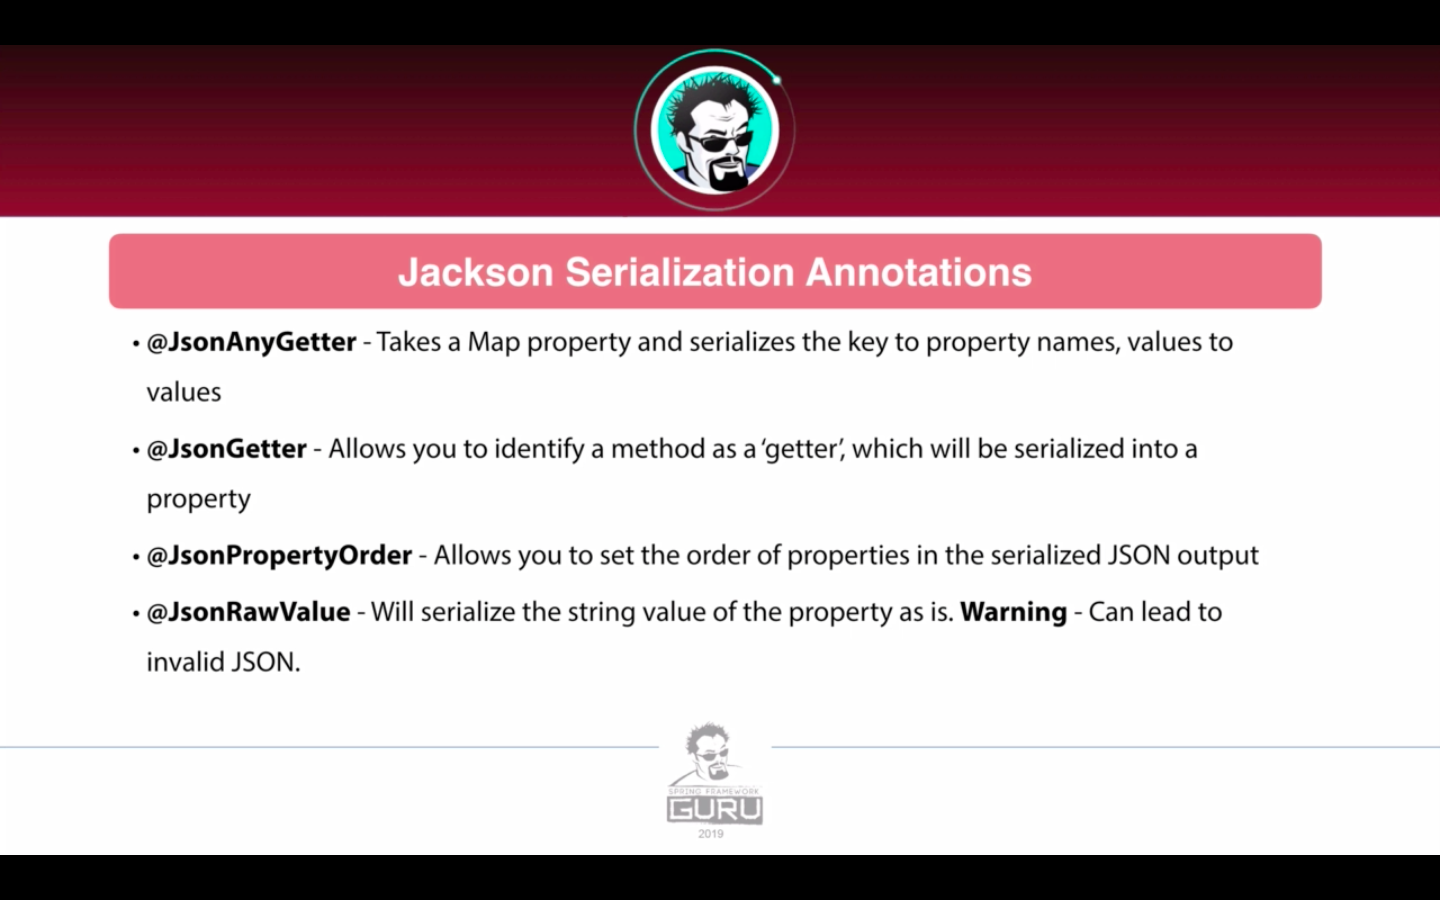 Jackson Serialization Annotations
• @JsonAnyGetter - Takes a Map property and serializes the key to property names, values to
values
• @JsonGetter - Allows you to identify a method as a ‘getter’, which will be serialized into a
property
• @JsonPropertyOrder - Allows you to set the order of properties in the serialized JSON output
• @JsonRawValue - Will serialize the string value of the property as is. Warning - Can lead to
invalid JSON.
SPRING FRAMEWORK
GURU
2019